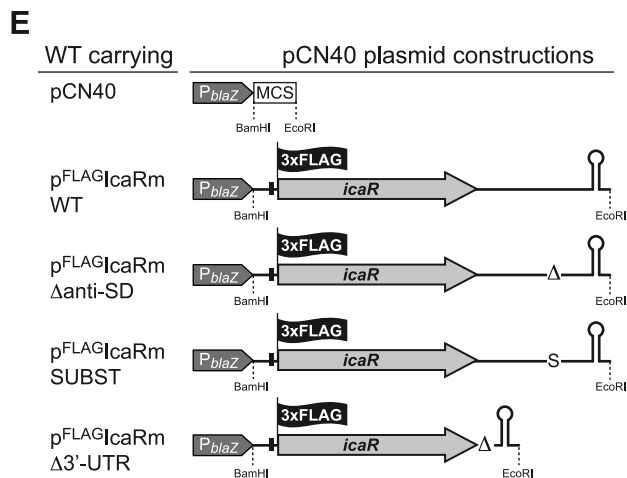 E
WT carrying pCN40 plasmid constructions
pCN40 PblaZ MCS
BamHI EcoRI
3xFLAG
pFLAGIcaRm WT PblaZ icaR
BamHI EcoRI
3xFLAG
pFLAGIcaRm Δanti-SD PblaZ icaR Δ
BamHI EcoRI
3xFLAG
pFLAGIcaRm SUBST PblaZ icaR S
BamHI EcoRI
3xFLAG
pFLAGIcaRm Δ3'-UTR PblaZ icaR Δ
BamHI EcoRI